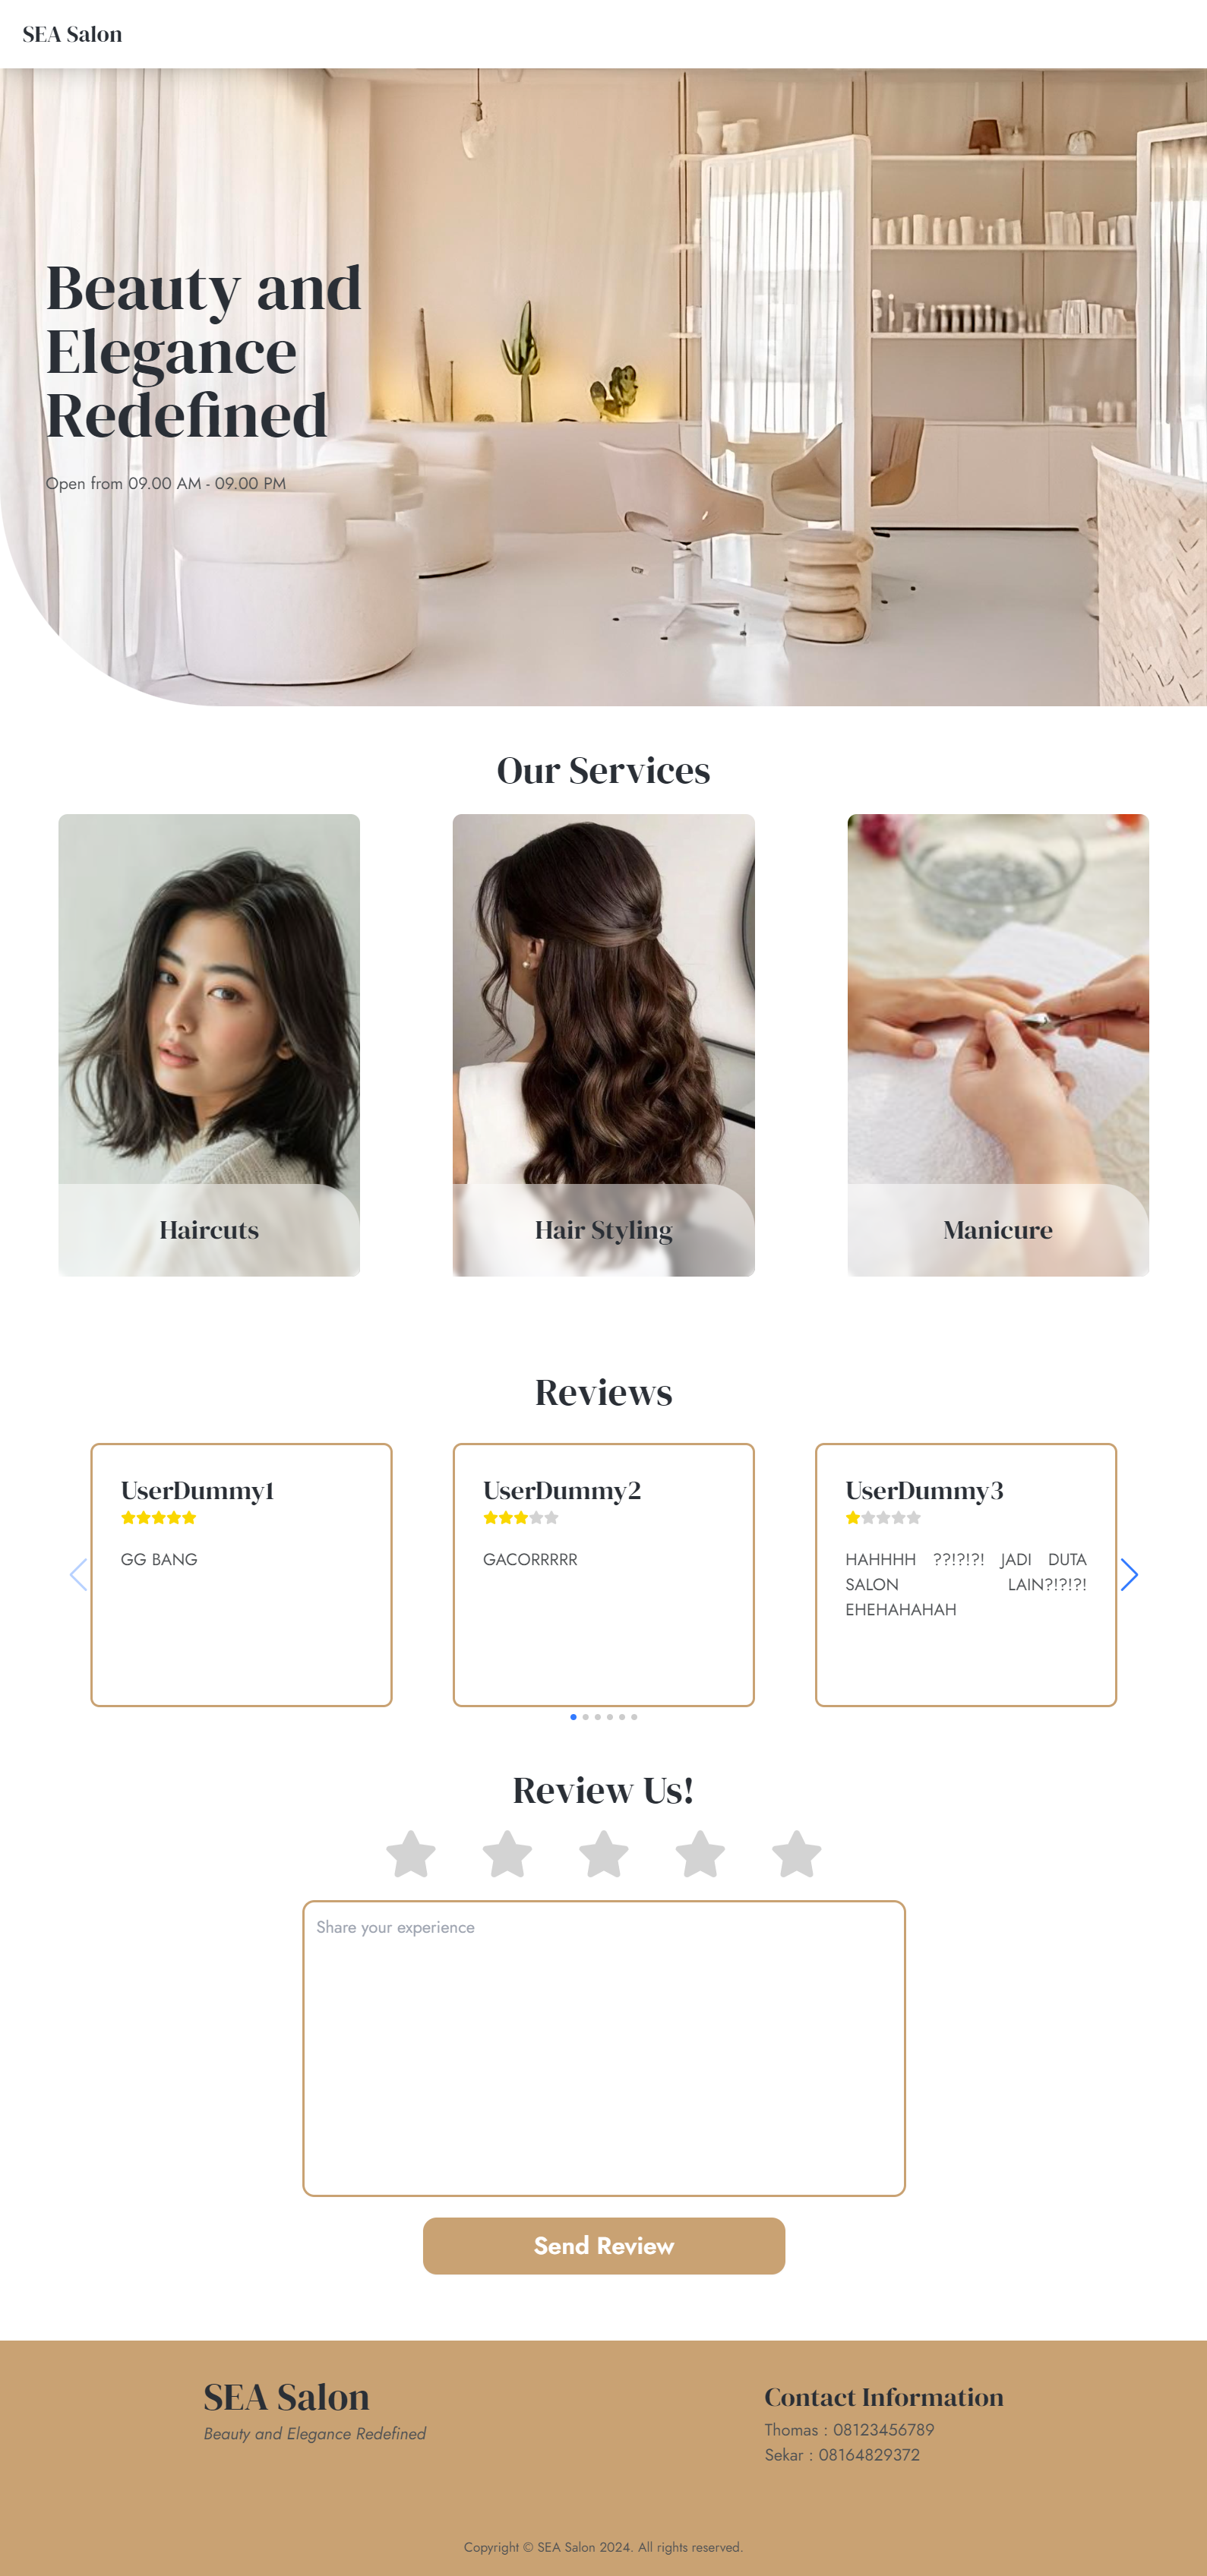 SEA Salon
Beauty and
Elegance
Redefined
Open from 09.00 AM - 09.00 PM
Our Services
Haircuts
Hair Styling
Manicure
Reviews
UserDummy1
GG BANG
UserDummy2
GACORRRRR
UserDummy3
HAHHHH ??!?!?! JADI DUTA
SALON LAIN?!?!?!
EHEHAHAHAH
Review Us!
Share your experience
Send Review
SEA Salon
Beauty and Elegance Redefined
Contact Information
Thomas : 08123456789
Sekar : 08164829372
Copyright © SEA Salon 2024. All rights reserved.